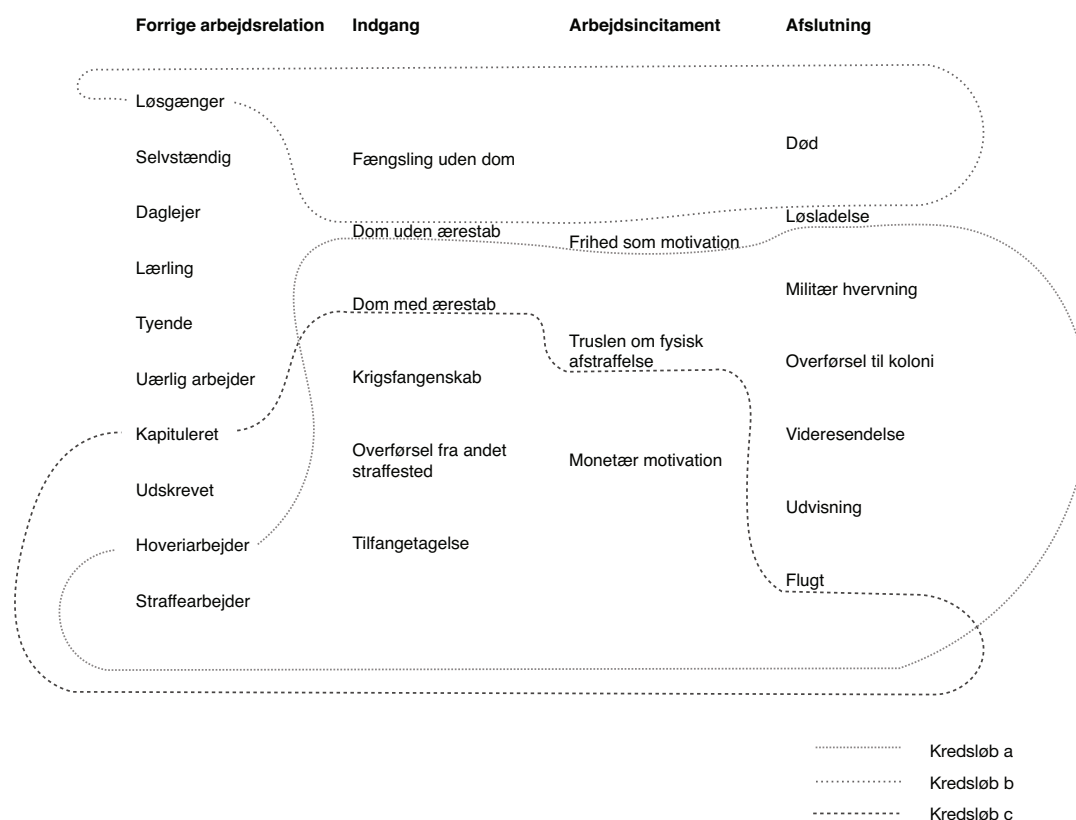 Forrige arbejdsrelation
Løsgænger
Selvstændig
Daglejer
Lærling
Tyende
Uærlig arbejder
Kapituleret
Udskrevet
Hoveriarbejder
Straffearbejder
Indgang
Fængsling uden dom
Dom uden ærestab
Dom med ærestab
Krigsfangenskab
Overførsel fra andet
straffested
Tilfangetagelse
Arbejdsincitament
Frihed som motivation
Truslen om fysisk
afstraffelse
Monetær motivation
Afslutning
Død
Løsladelse
Militær hvervning
Overførsel til koloni
Videresendelse
Udvisning
Flugt
Kredsløb a
Kredsløb b
Kredsløb c